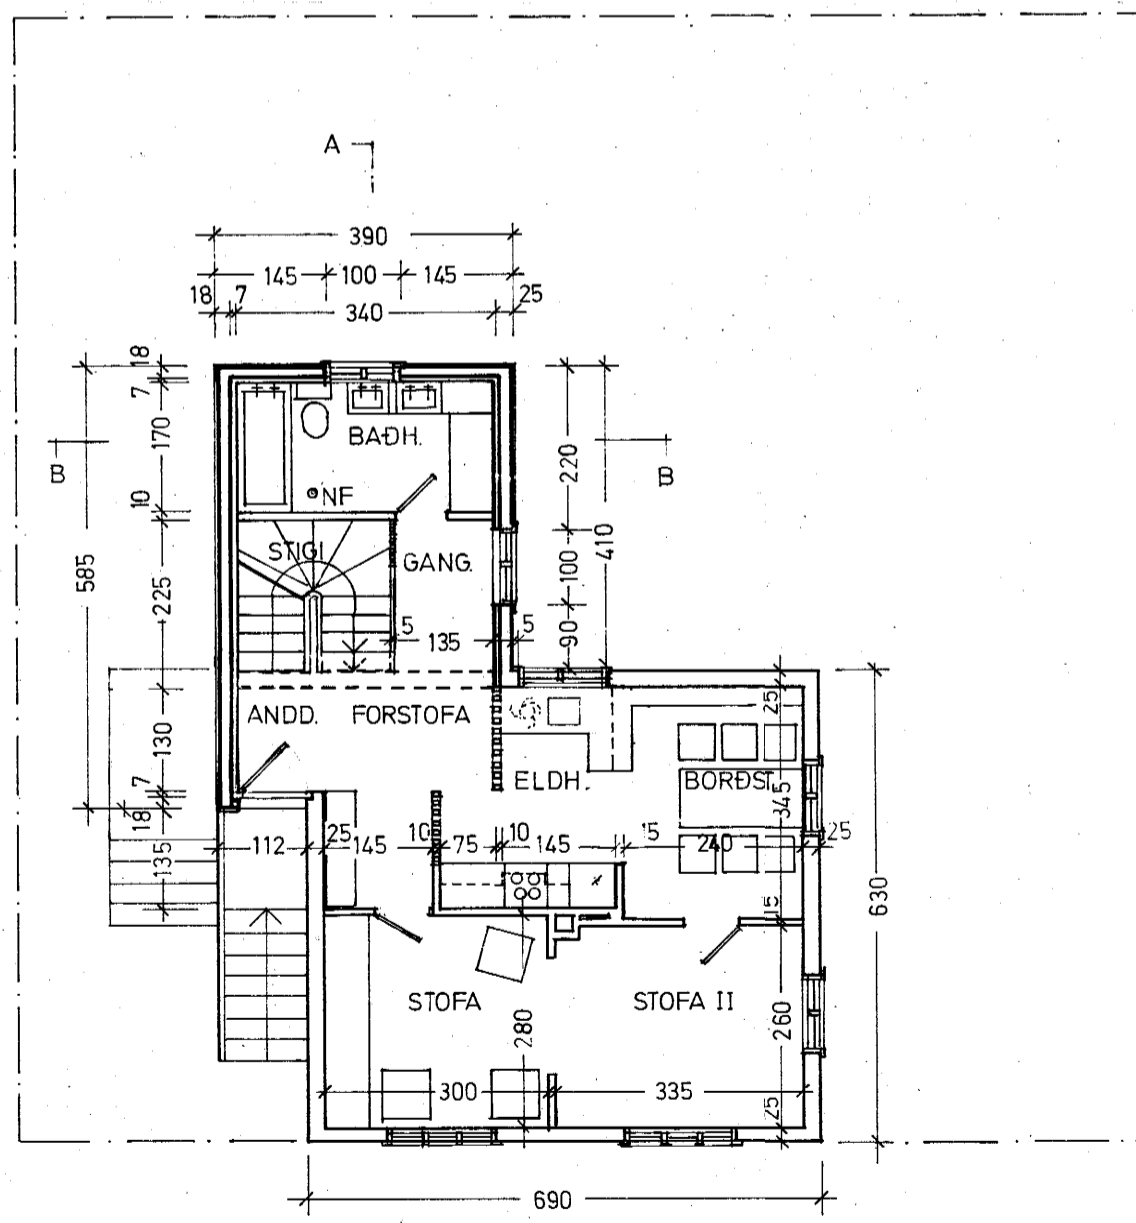 A
390
145 100 145
18 7 340 25
18
7
170
10
225
585
130
7
18
135
B
B
BAÐH.
NF
STIGI
GANG.
220
100
90
410
5 135 5
ANDD. FORSTOFA
ELDH.
BORÐST.
25
345
15
260
25
630
112 25 145 10 75 10 145 15 240 25
STOFA
STOFA II
280
300 335
690